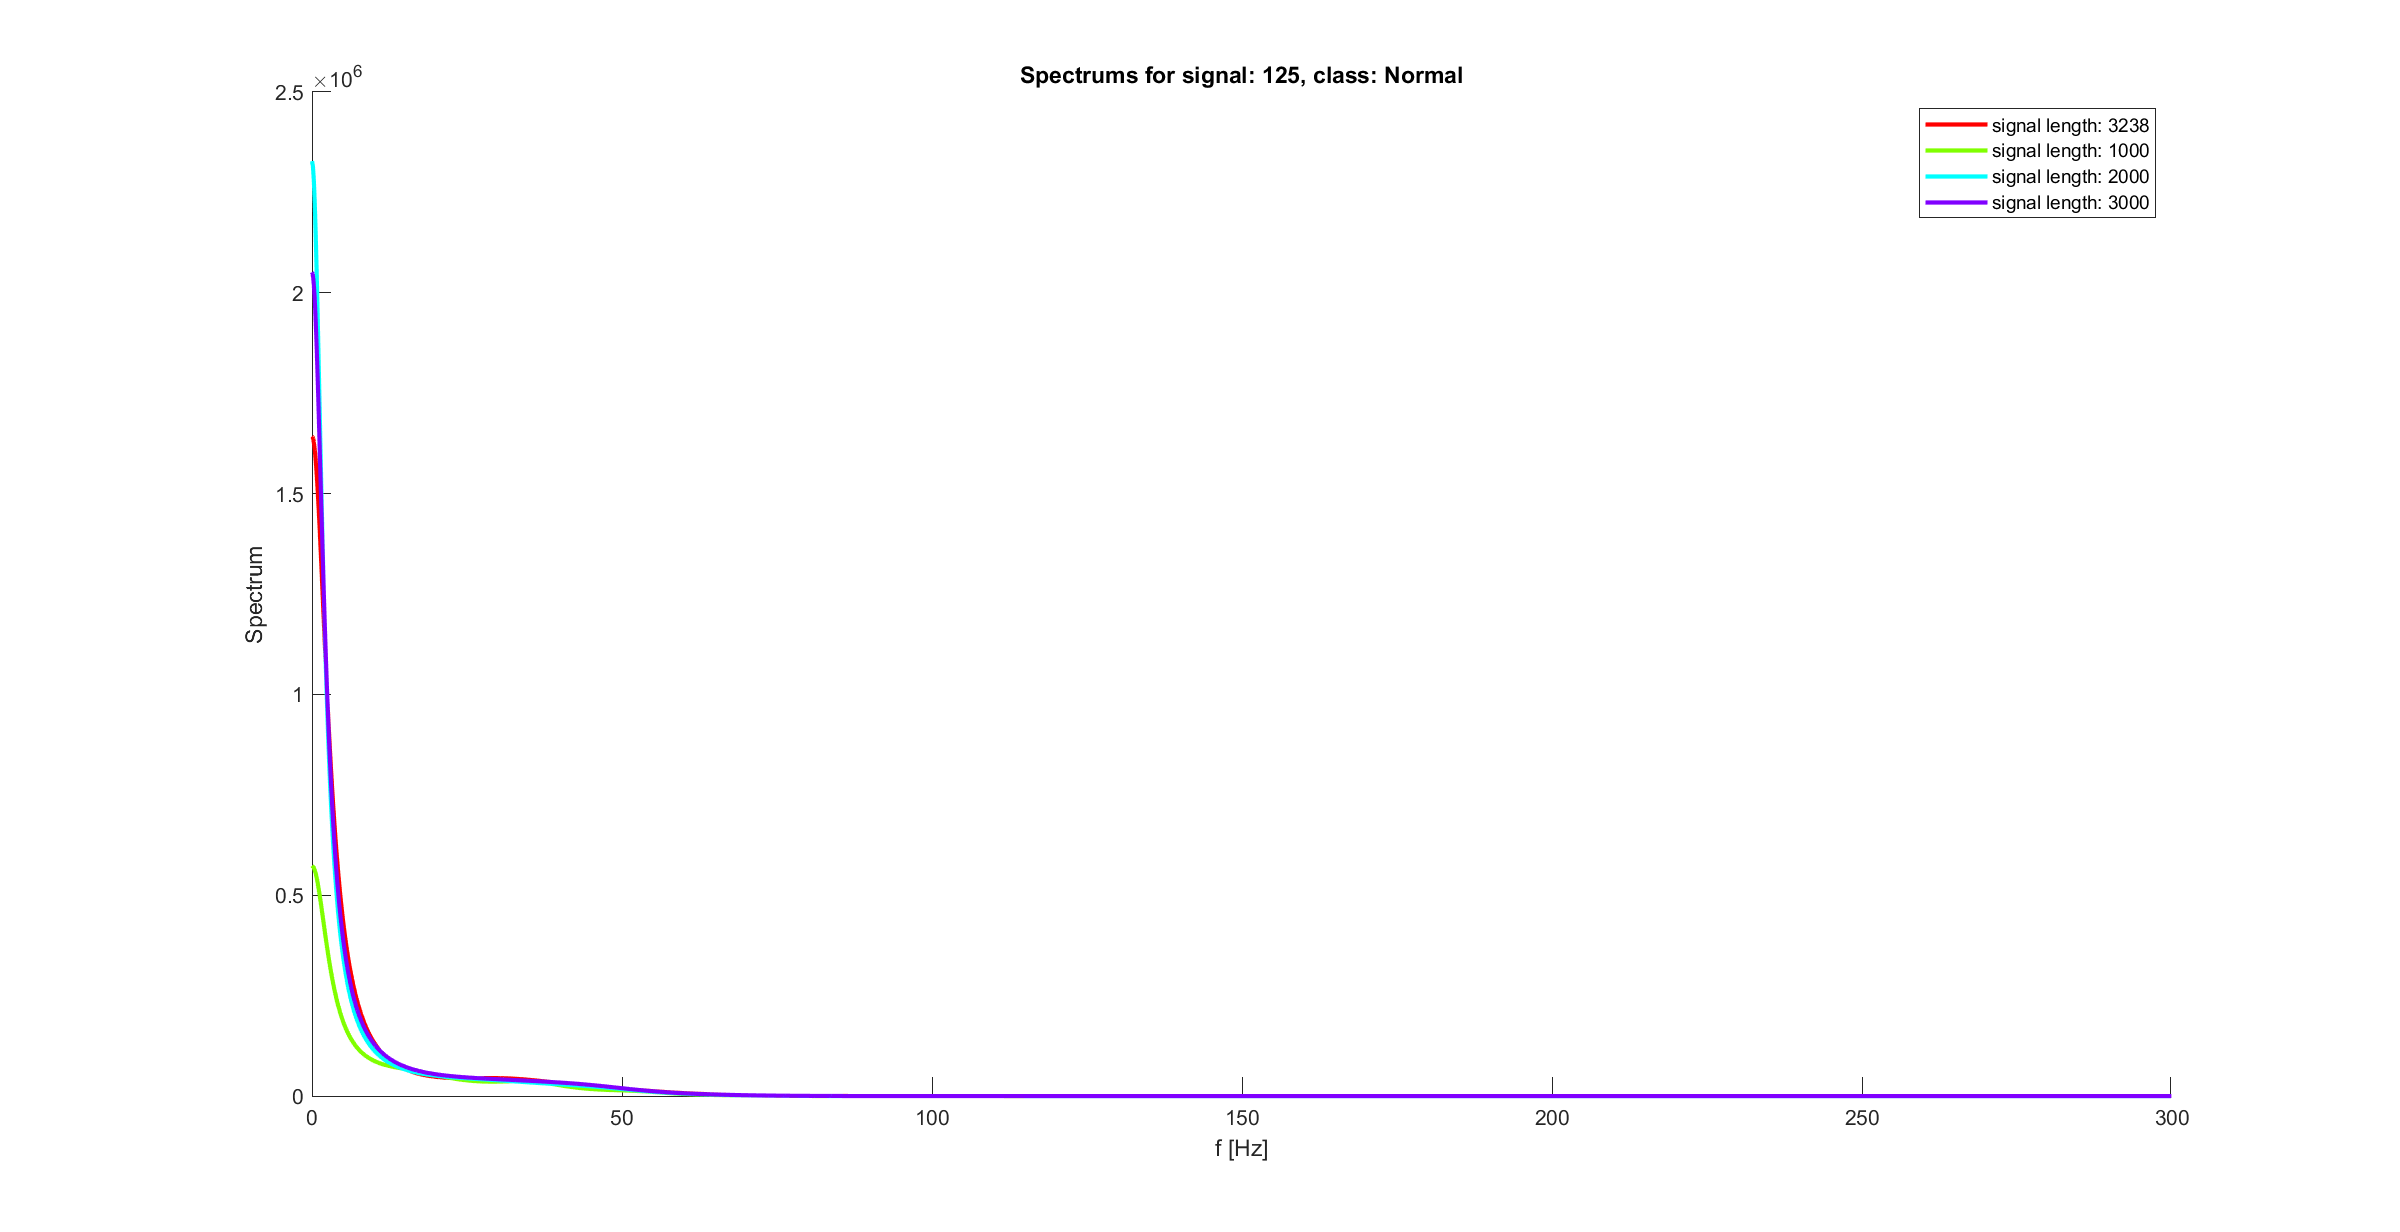 Spectrums for signal: 125, class: Normal
×10^6
2.5
2
1.5
1
0.5
0
Spectrum
signal length: 3238
signal length: 1000
signal length: 2000
signal length: 3000
0 50 100 150 200 250 300
f [Hz]